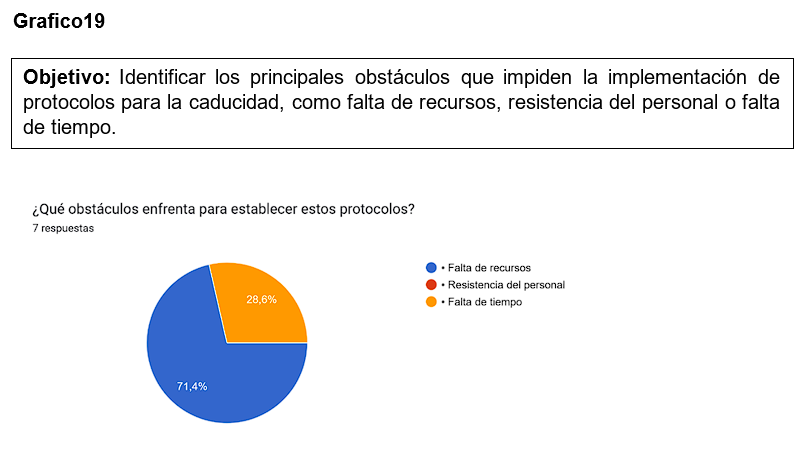 Grafico19
Objetivo: Identificar los principales obstáculos que impiden la implementación de
protocolos para la caducidad, como falta de recursos, resistencia del personal o falta
de tiempo.
¿Qué obstáculos enfrenta para establecer estos protocolos?
7 respuestas
28,6%
71,4%
• Falta de recursos
• Resistencia del personal
• Falta de tiempo